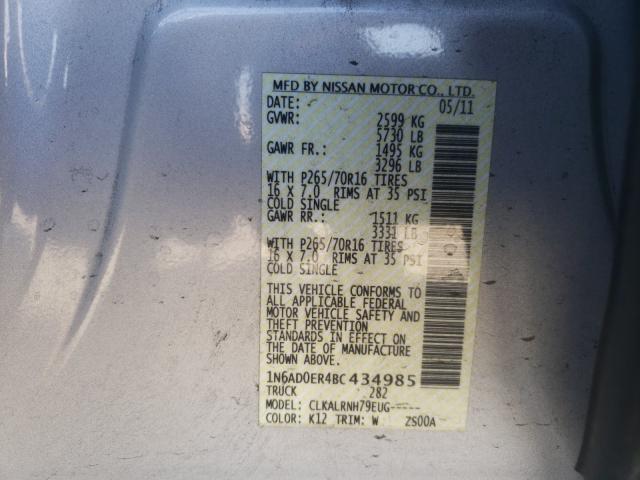 MFD BY NISSAN MOTOR CO., LTD.
DATE: 05/11
GVWR: 2599 KG
5730 LB
GAWR FR.: 1495 KG
3296 LB
WITH P265/70R16 TIRES
16 X 7.0 RIMS AT 35 PSI
COLD SINGLE
GAWR RR.: 1511 KG
3331 LB
WITH P265/70R16 TIRES
16 X 7.0 RIMS AT 35 PSI
COLD SINGLE
THIS VEHICLE CONFORMS TO
ALL APPLICABLE FEDERAL
MOTOR VEHICLE SAFETY AND
THEFT PREVENTION
STANDARDS IN EFFECT ON
THE DATE OF MANUFACTURE
SHOWN ABOVE.
1N6AD0ER4BC434985
TRUCK 282
MODEL: CLKALRNH79EUG-----
COLOR: K12 TRIM: W ZS00A